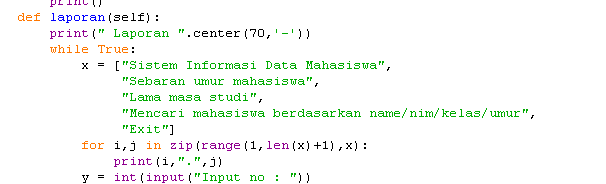 print()
def laporan(self):
print(" Laporan ".center(70,'-'))
while True:
x = ["Sistem Informasi Data Mahasiswa",
"Sebaran umur mahasiswa",
"Lama masa studi",
"Mencari mahasiswa berdasarkan name/nim/kelas/umur",
"Exit"]
for i,j in zip(range(1,len(x)+1),x):
print(i,".",j)
y = int(input("Input no : "))